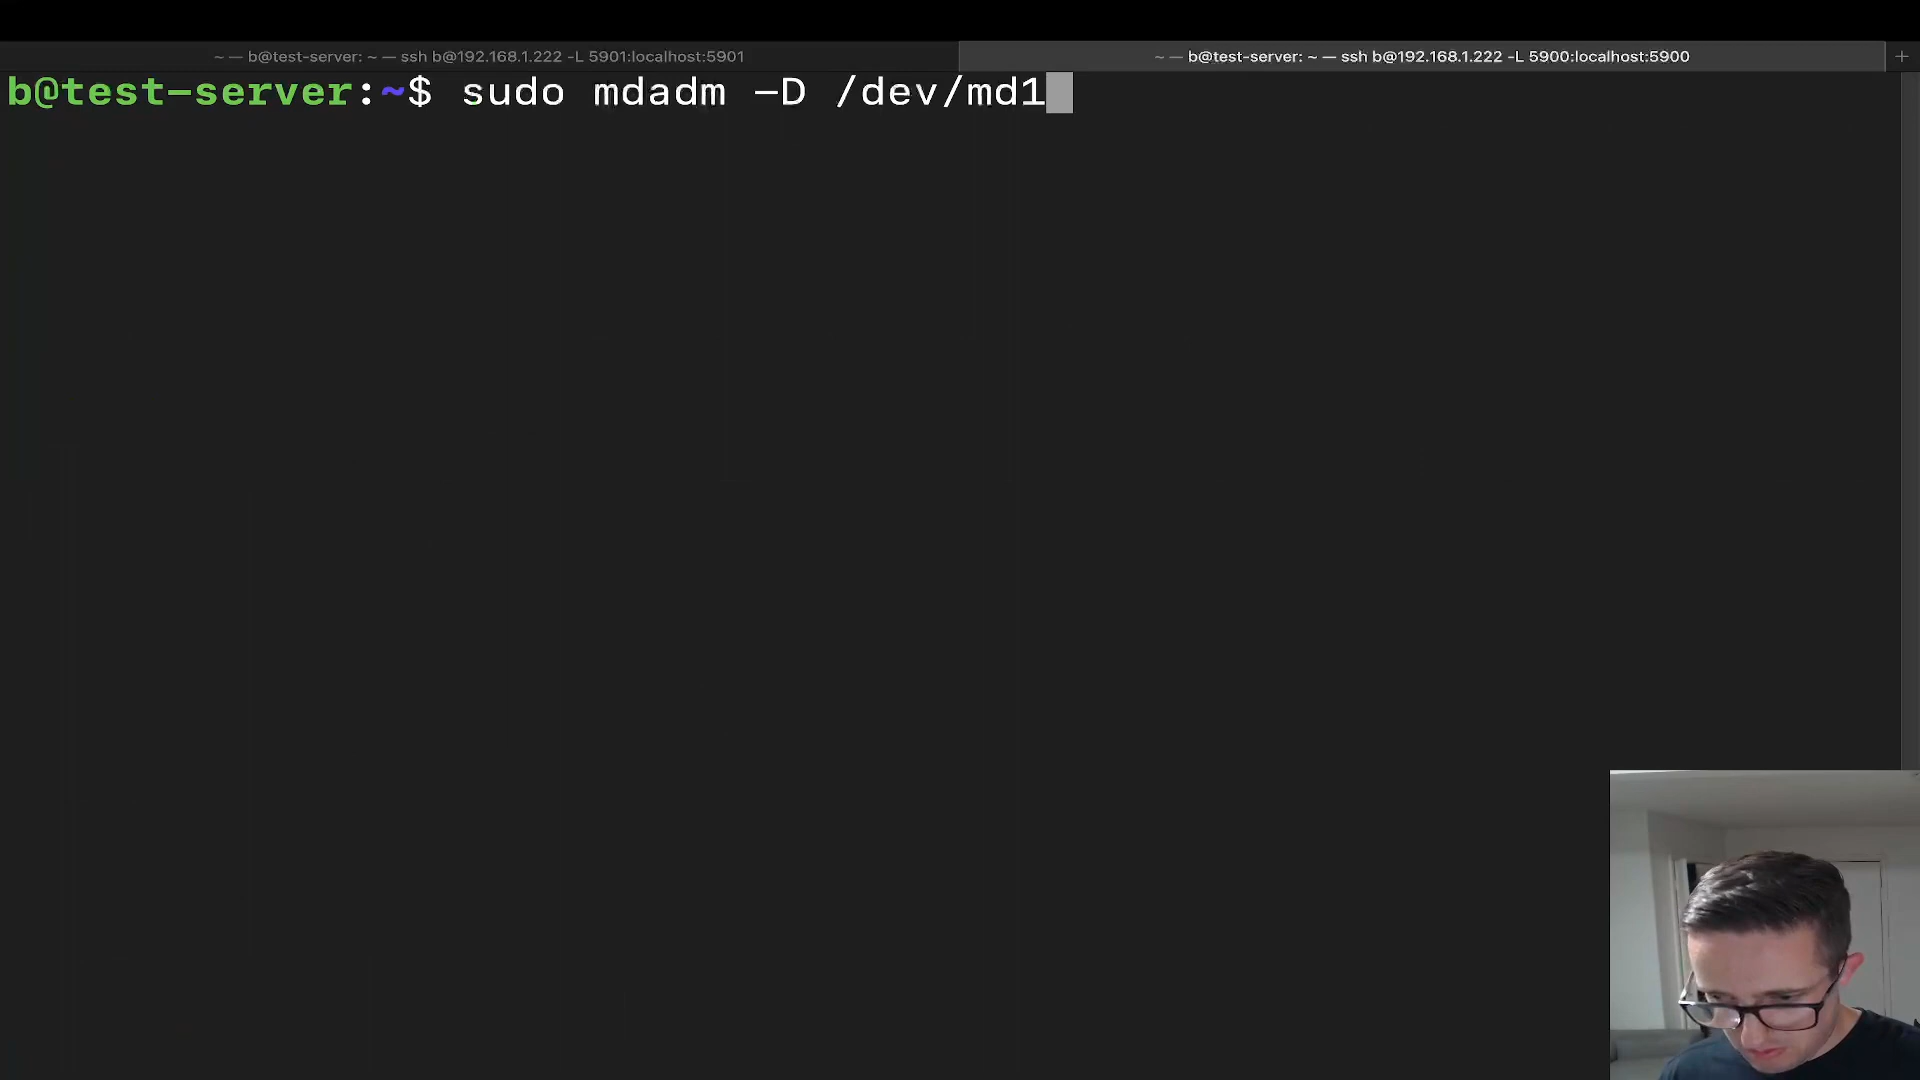 ~ — b@test-server: ~ — ssh b@192.168.1.222 -L 5901:localhost:5901
~ — b@test-server: ~ — ssh b@192.168.1.222 -L 5900:localhost:5900
+
b@test-server:~$ sudo mdadm -D /dev/md1